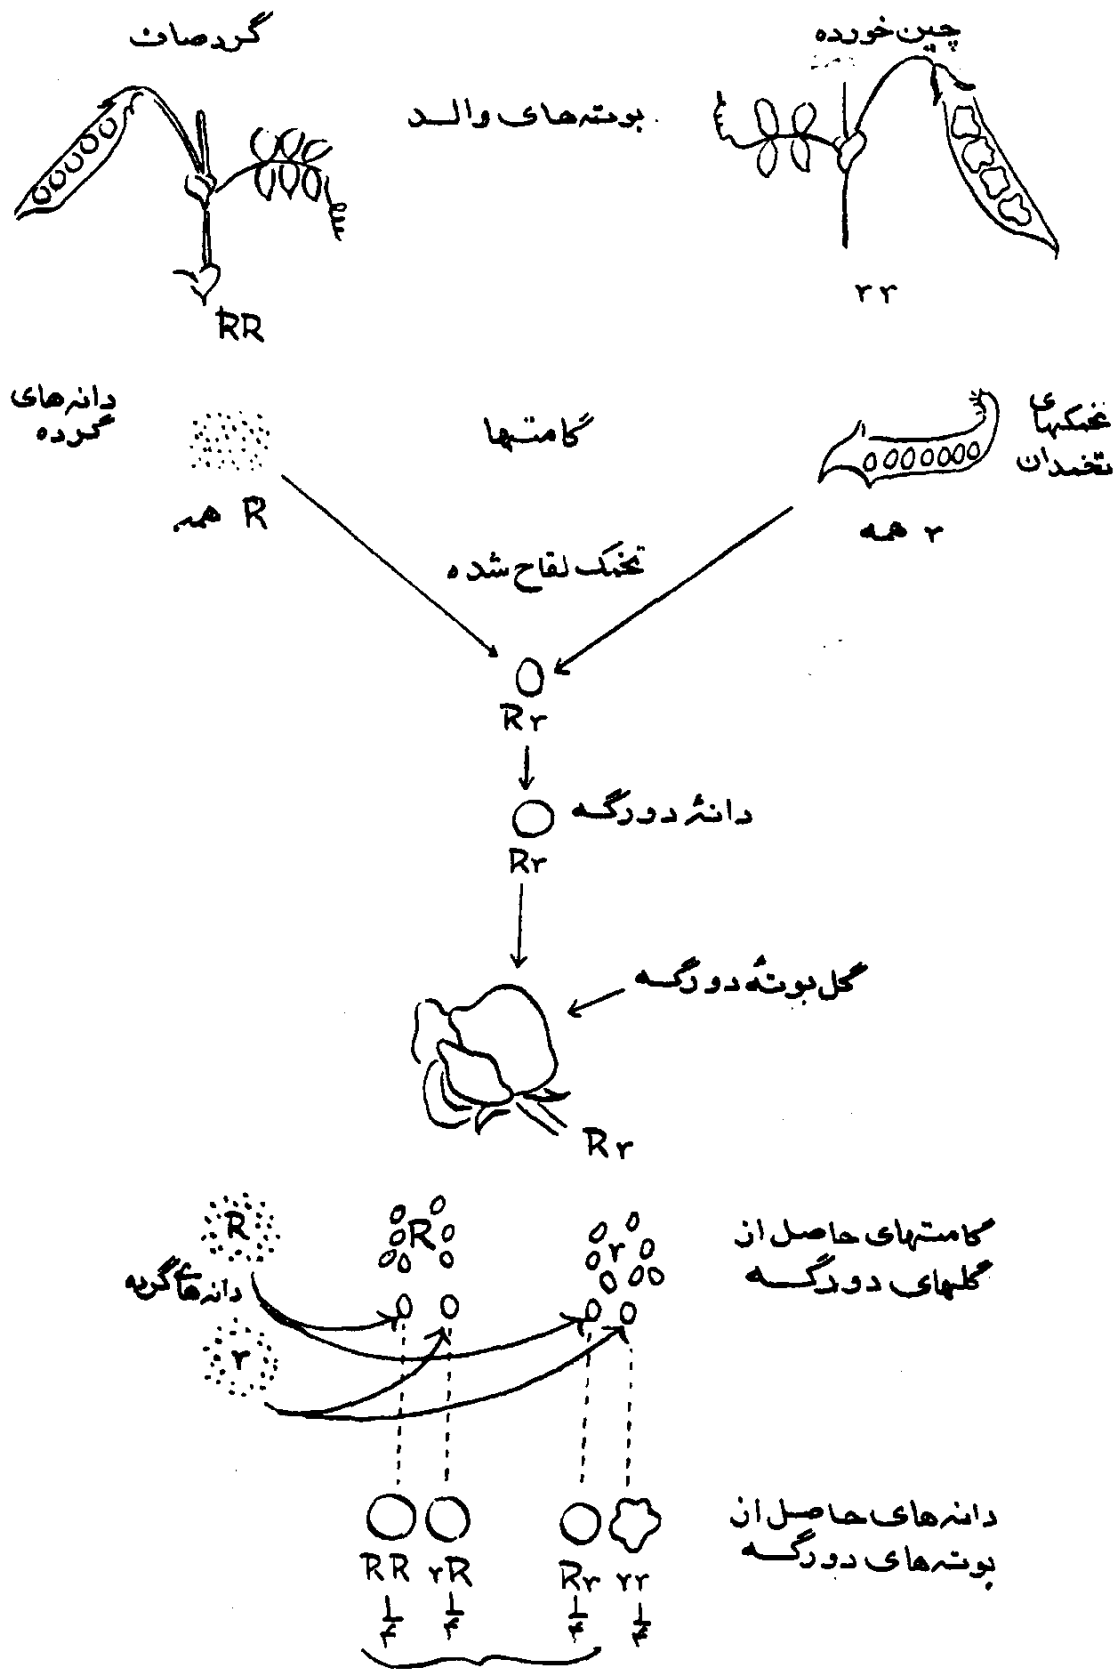 چین‌خورده
گرد صاف
بوته‌های والد
RR
rr
دانه‌های
گرده
گامتها
تخمکهای
تخمدان
همه R
همه r
تخمک لقاح شده
Rr
دانهٔ دورگه
Rr
گل بوتهٔ دورگه
Rr
R
R
r
گامتهای حاصل از
گلهای دورگه
دانه‌های گرده
r
دانه‌های حاصل از
بوته‌های دورگه
RR rR Rr rr
۱/۴ ۱/۴ ۱/۴ ۱/۴